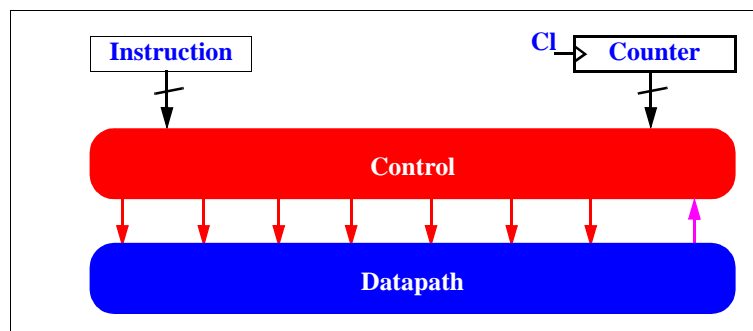 Instruction
Cl
Counter
Control
Datapath